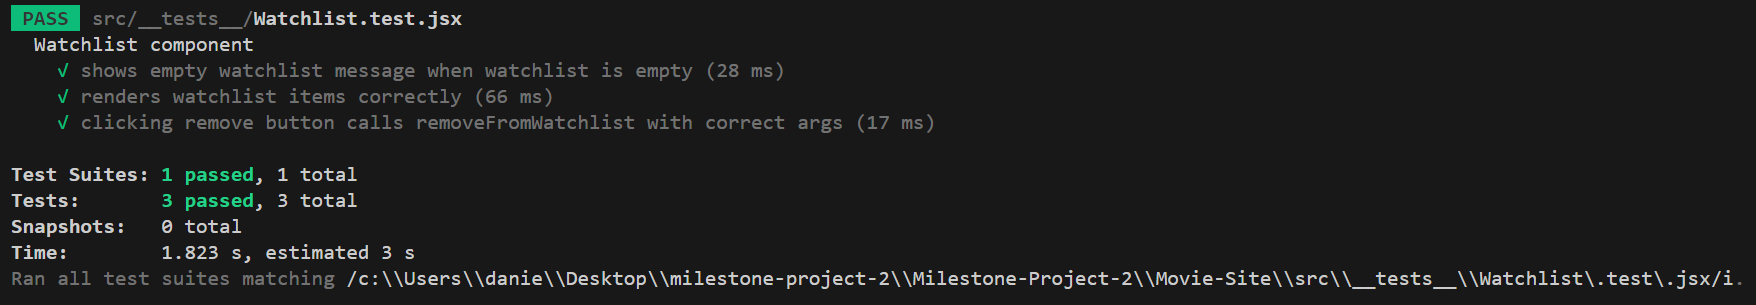 PASS src/__tests__/Watchlist.test.jsx
Watchlist component
√ shows empty watchlist message when watchlist is empty (28 ms)
√ renders watchlist items correctly (66 ms)
√ clicking remove button calls removeFromWatchlist with correct args (17 ms)
Test Suites: 1 passed, 1 total
Tests: 3 passed, 3 total
Snapshots: 0 total
Time: 1.823 s, estimated 3 s
Ran all test suites matching /c:\\Users\\danie\\Desktop\\milestone-project-2\\Milestone-Project-2\\Movie-Site\\src\\__tests__\\Watchlist\.test\.jsx/i.